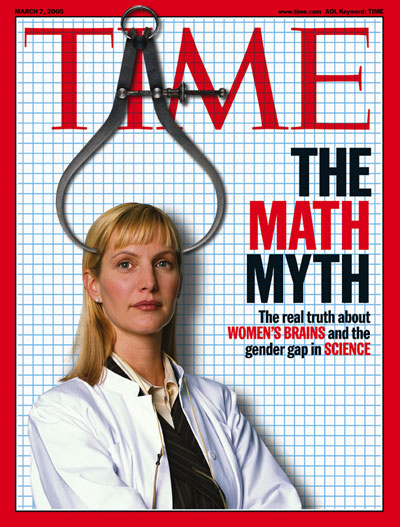 MARCH 7, 2005
www.time.com AOL Keyword: TIME
TIME
THE
MATH
MYTH
The real truth about
WOMEN'S BRAINS and the
gender gap in SCIENCE